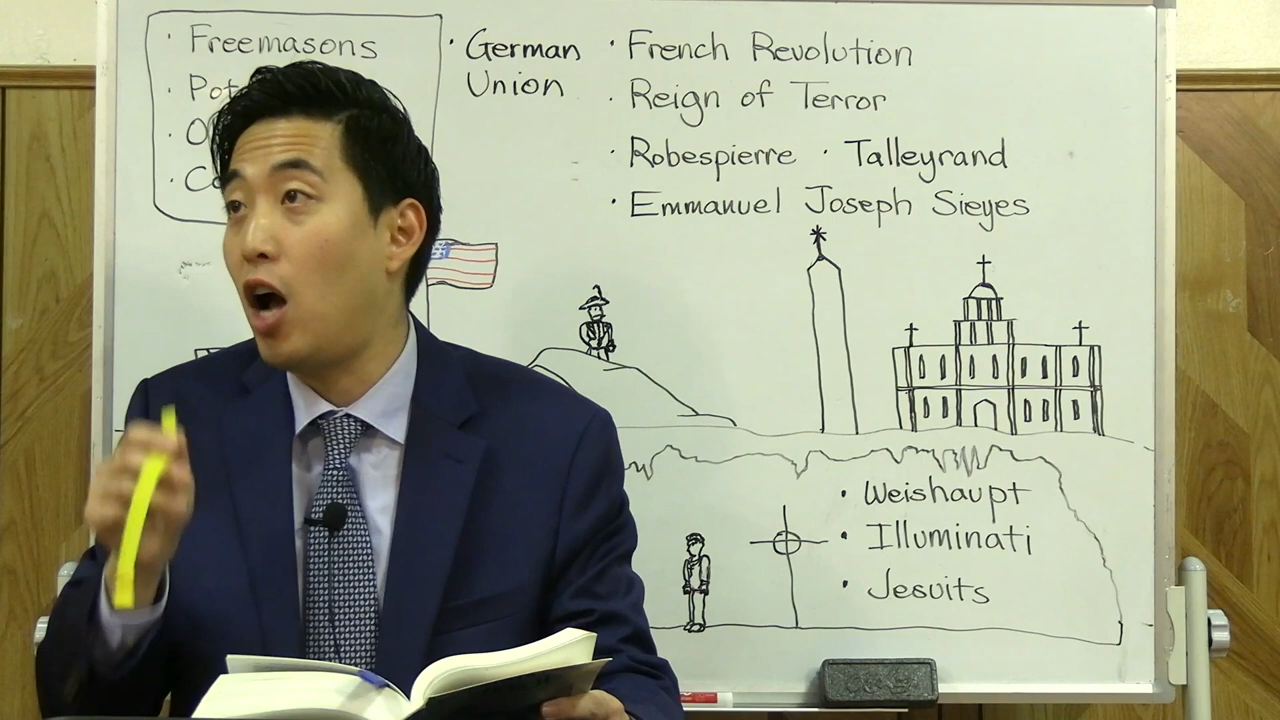 · Freemasons
·
·
·
· German
Union
· French Revolution
· Reign of Terror
· Robespierre · Talleyrand
· Emmanuel Joseph Sieyes
· Weishaupt
· Illuminati
· Jesuits